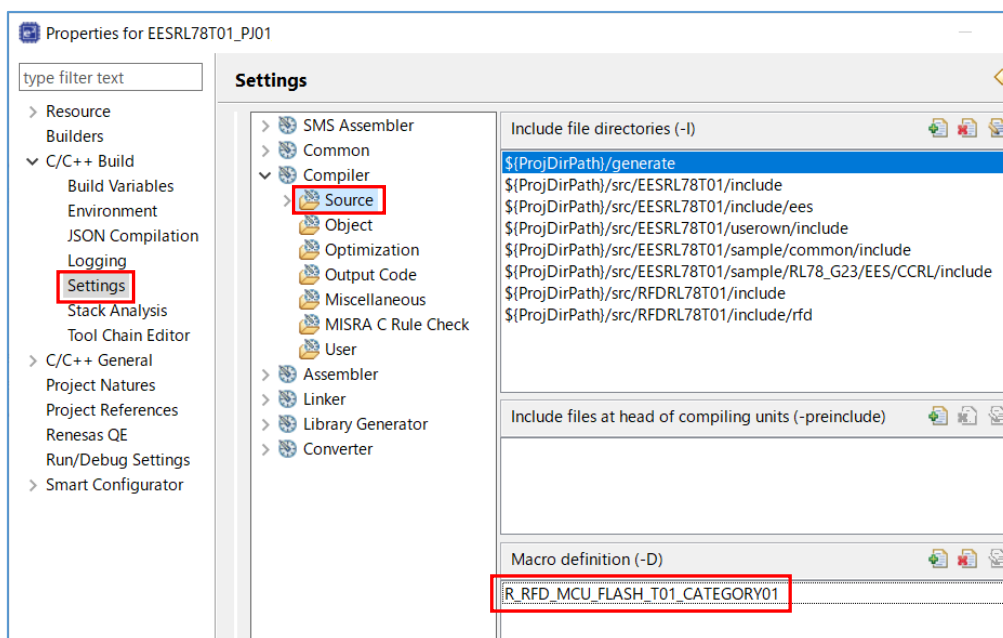 Properties for EESRL78T01_PJ01
type filter text
Resource
Builders
C/C++ Build
Build Variables
Environment
JSON Compilation
Logging
Settings
Stack Analysis
Tool Chain Editor
C/C++ General
Project Natures
Project References
Renesas QE
Run/Debug Settings
Smart Configurator
Settings
SMS Assembler
Common
Compiler
Source
Object
Optimization
Output Code
Miscellaneous
MISRA C Rule Check
User
Assembler
Linker
Library Generator
Converter
Include file directories (-I)
${ProjDirPath}/generate
${ProjDirPath}/src/EESRL78T01/include
${ProjDirPath}/src/EESRL78T01/include/ees
${ProjDirPath}/src/EESRL78T01/userown/include
${ProjDirPath}/src/EESRL78T01/sample/common/include
${ProjDirPath}/src/EESRL78T01/sample/RL78_G23/EES/CCRL/include
${ProjDirPath}/src/RFDRL78T01/include
${ProjDirPath}/src/RFDRL78T01/include/rfd
Include files at head of compiling units (-preinclude)
Macro definition (-D)
R_RFD_MCU_FLASH_T01_CATEGORY01